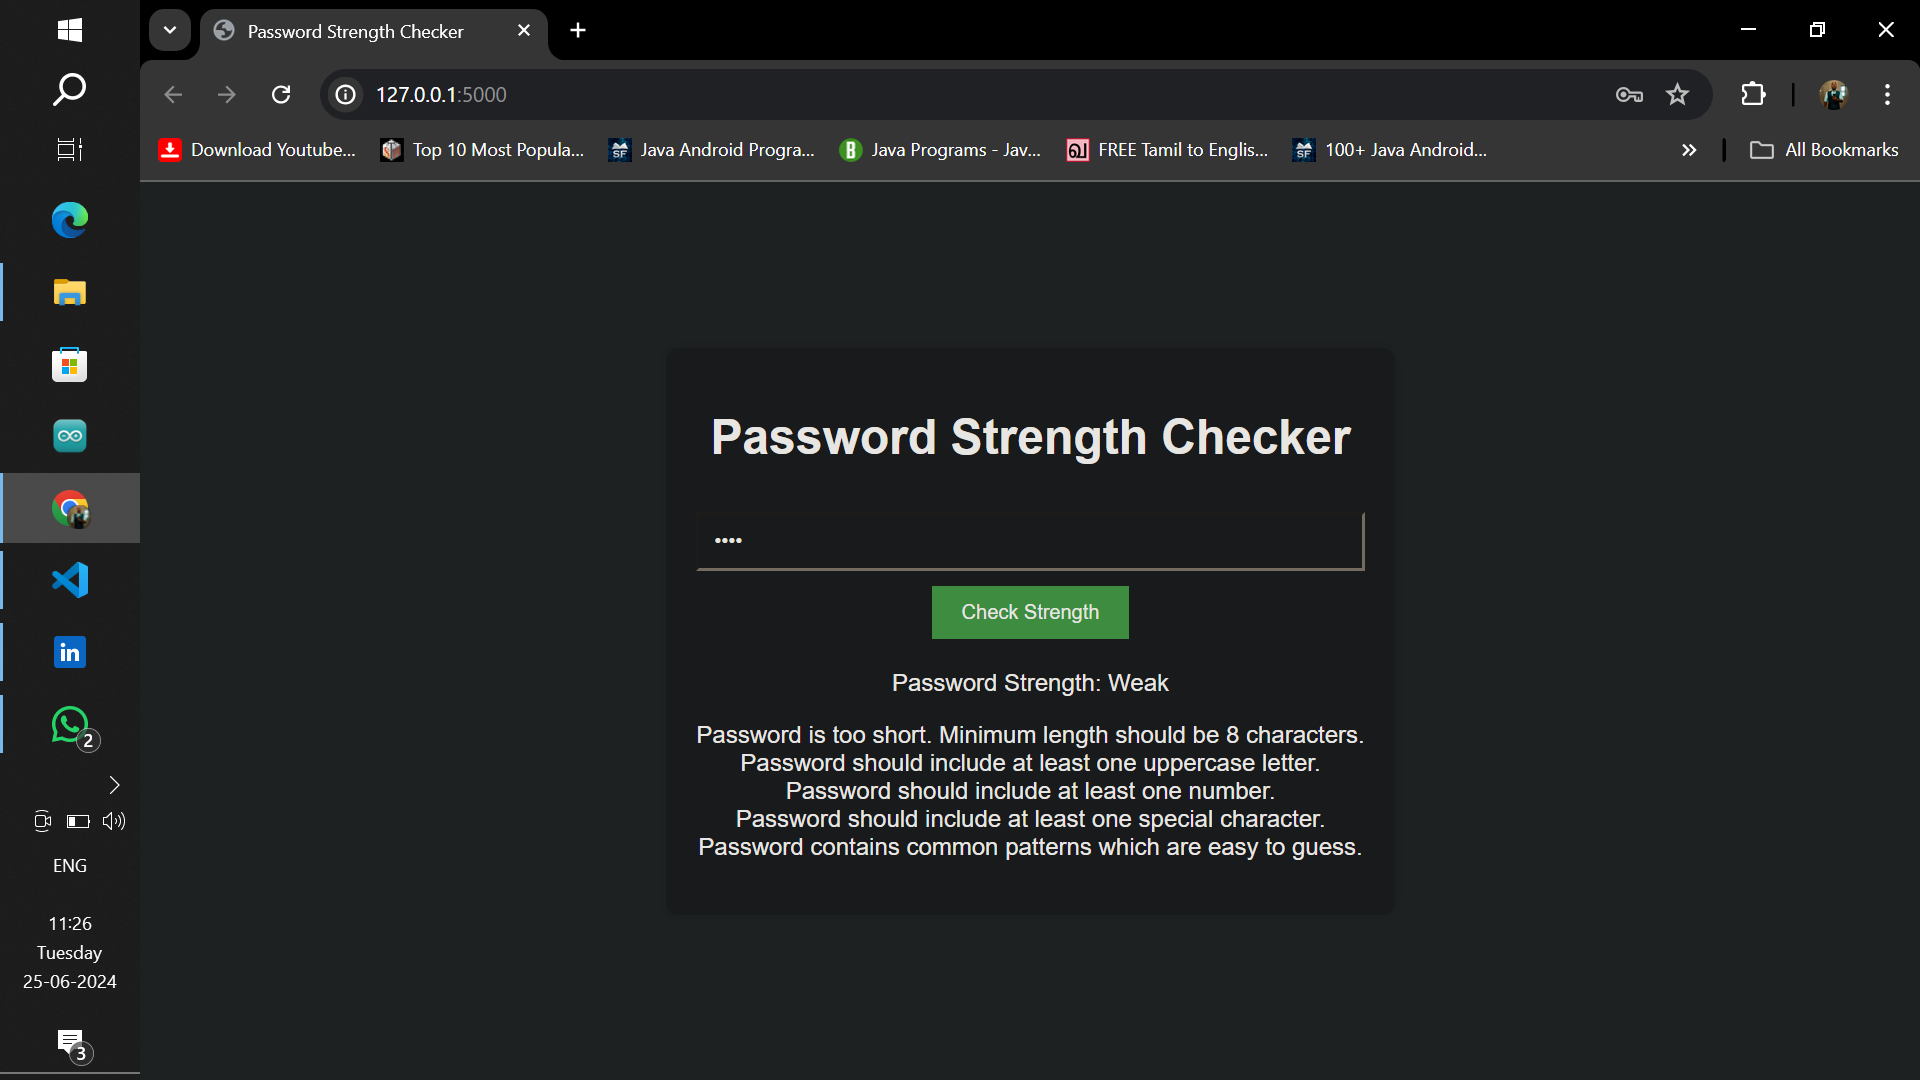 Password Strength Checker
127.0.0.1:5000
Download Youtube...
Top 10 Most Popula...
SF
Java Android Progra...
B
Java Programs - Jav...
FREE Tamil to Englis...
SF
100+ Java Android...
All Bookmarks
Password Strength Checker
••••
Check Strength
Password Strength: Weak
Password is too short. Minimum length should be 8 characters.
Password should include at least one uppercase letter.
Password should include at least one number.
Password should include at least one special character.
Password contains common patterns which are easy to guess.
in
2
ENG
11:26
Tuesday
25-06-2024
3